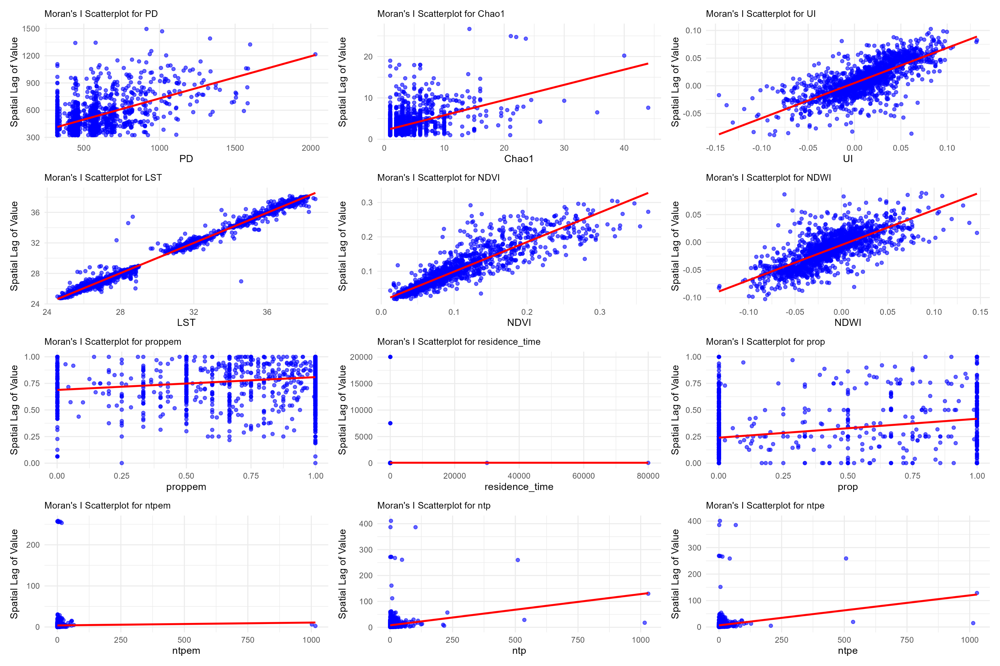 Moran's I Scatterplot for PD
Spatial Lag of Value
1500
1200
900
600
300
500 1000 1500 2000
PD
Moran's I Scatterplot for Chao1
Spatial Lag of Value
20
10
0
0 10 20 30 40
Chao1
Moran's I Scatterplot for UI
Spatial Lag of Value
0.10
0.05
0.00
-0.05
-0.15 -0.10 -0.05 0.00 0.05 0.10
UI
Moran's I Scatterplot for LST
Spatial Lag of Value
36
32
28
24
24 28 32 36
LST
Moran's I Scatterplot for NDVI
Spatial Lag of Value
0.3
0.2
0.1
0.0 0.1 0.2 0.3
NDVI
Moran's I Scatterplot for NDWI
Spatial Lag of Value
0.05
0.00
-0.05
-0.10
-0.10 -0.05 0.00 0.05 0.10 0.15
NDWI
Moran's I Scatterplot for proppem
Spatial Lag of Value
1.00
0.75
0.50
0.25
0.00
0.00 0.25 0.50 0.75 1.00
proppem
Moran's I Scatterplot for residence_time
Spatial Lag of Value
20000
15000
10000
5000
0
0 20000 40000 60000 80000
residence_time
Moran's I Scatterplot for prop
Spatial Lag of Value
1.00
0.75
0.50
0.25
0.00
0.00 0.25 0.50 0.75 1.00
prop
Moran's I Scatterplot for ntpem
Spatial Lag of Value
200
100
0
0 250 500 750 1000
ntpem
Moran's I Scatterplot for ntp
Spatial Lag of Value
400
300
200
100
0
0 250 500 750 1000
ntp
Moran's I Scatterplot for ntpe
Spatial Lag of Value
400
300
200
100
0
0 250 500 750 1000
ntpe